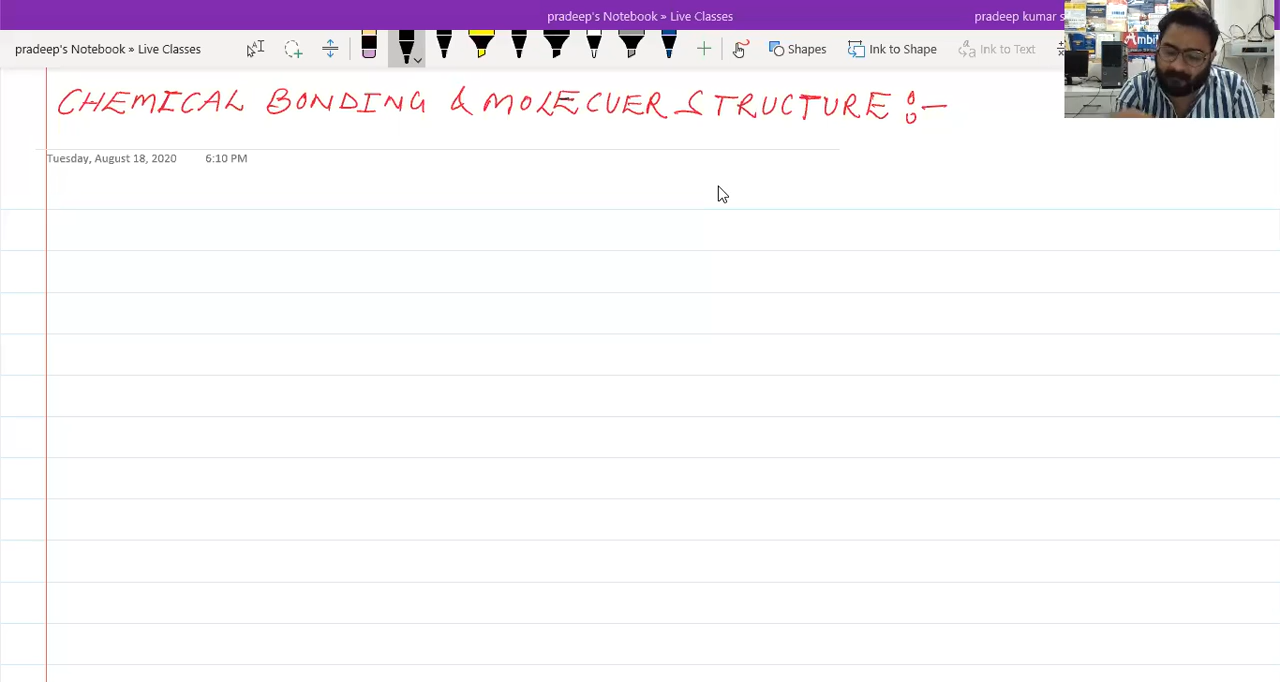 pradeep's Notebook » Live Classes
pradeep kumar s
pradeep's Notebook » Live Classes
Shapes
Ink to Shape
Ink to Text
CHEMICAL BONDING & MOLECUER STRUCTURE :-
Tuesday, August 18, 2020 6:10 PM
Ambit